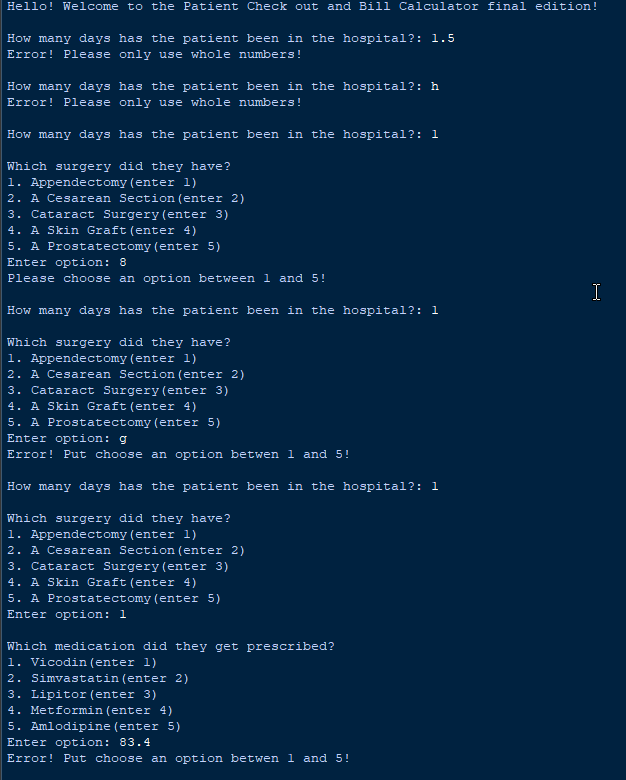 Hello! Welcome to the Patient Check out and Bill Calculator final edition!
How many days has the patient been in the hospital?: 1.5
Error! Please only use whole numbers!
How many days has the patient been in the hospital?: h
Error! Please only use whole numbers!
How many days has the patient been in the hospital?: 1
Which surgery did they have?
1. Appendectomy(enter 1)
2. A Cesarean Section(enter 2)
3. Cataract Surgery(enter 3)
4. A Skin Graft(enter 4)
5. A Prostatectomy(enter 5)
Enter option: 8
Please choose an option between 1 and 5!
How many days has the patient been in the hospital?: 1
Which surgery did they have?
1. Appendectomy(enter 1)
2. A Cesarean Section(enter 2)
3. Cataract Surgery(enter 3)
4. A Skin Graft(enter 4)
5. A Prostatectomy(enter 5)
Enter option: g
Error! Put choose an option betwen 1 and 5!
How many days has the patient been in the hospital?: 1
Which surgery did they have?
1. Appendectomy(enter 1)
2. A Cesarean Section(enter 2)
3. Cataract Surgery(enter 3)
4. A Skin Graft(enter 4)
5. A Prostatectomy(enter 5)
Enter option: 1
Which medication did they get prescribed?
1. Vicodin(enter 1)
2. Simvastatin(enter 2)
3. Lipitor(enter 3)
4. Metformin(enter 4)
5. Amlodipine(enter 5)
Enter option: 83.4
Error! Put choose an option betwen 1 and 5!